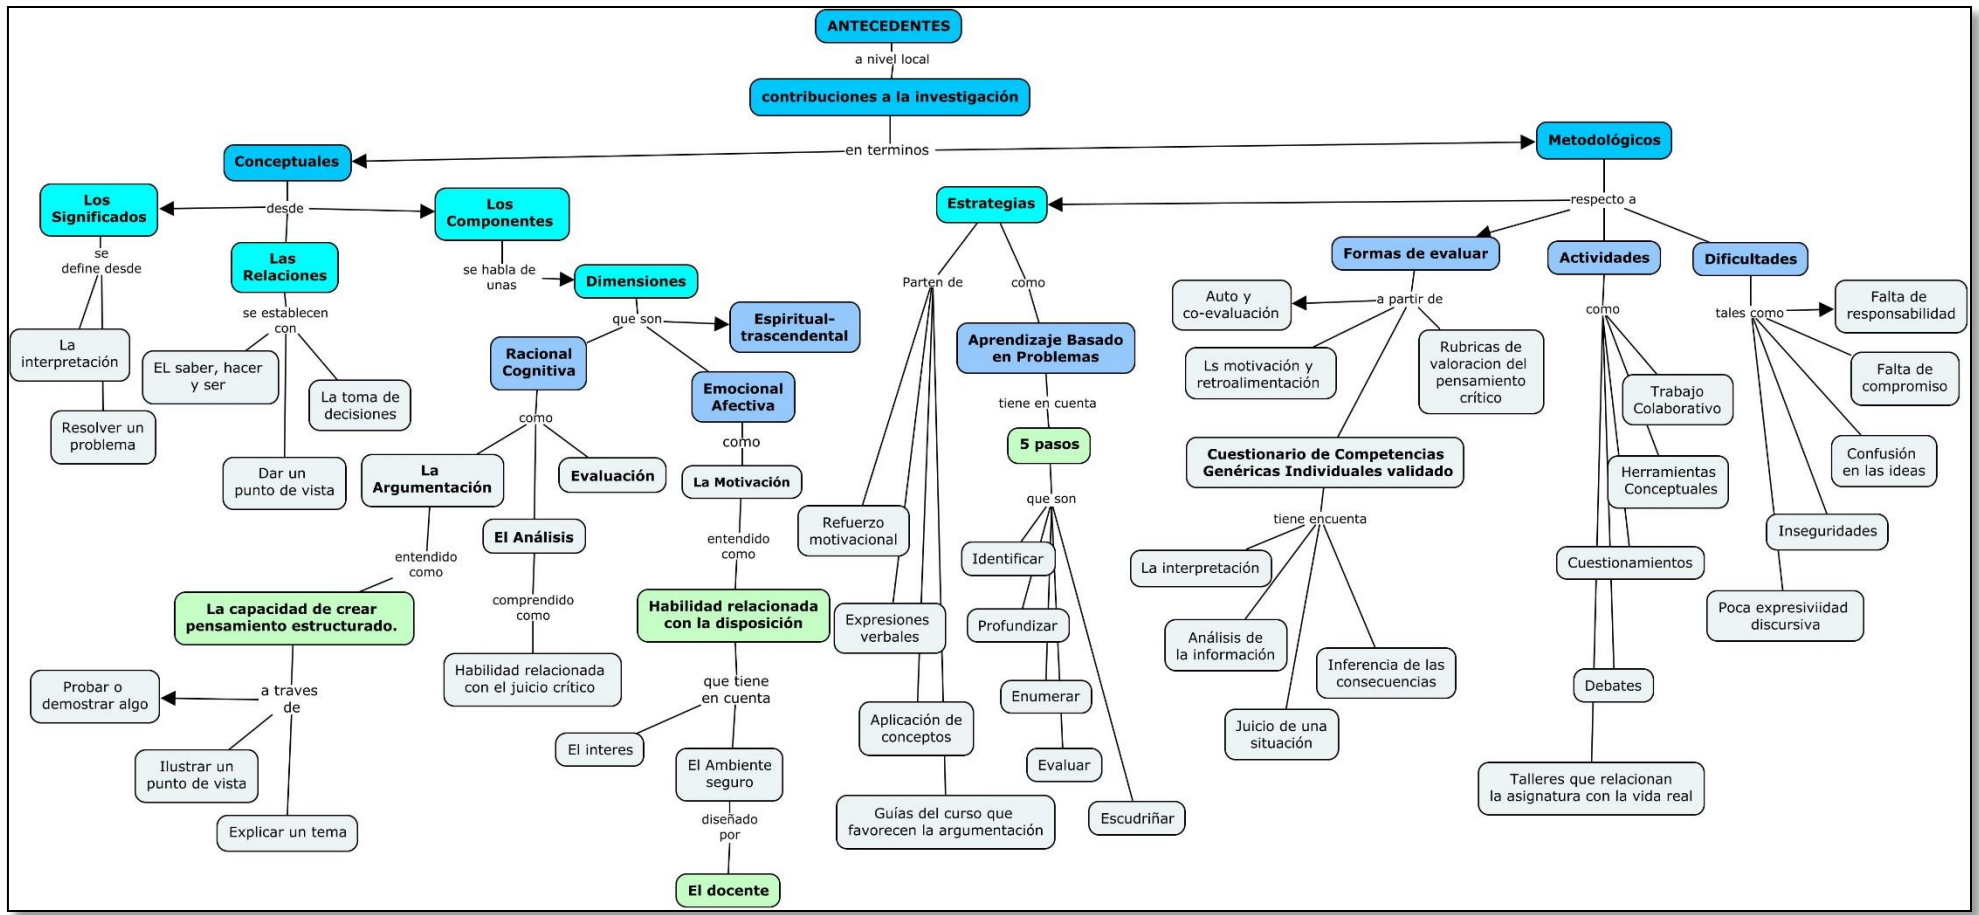 ANTECEDENTES
a nivel local
contribuciones a la investigación
en terminos
Conceptuales
Metodológicos
desde
Los
Significados
Las
Relaciones
Los
Componentes
se
define desde
La
interpretación
Resolver un
problema
se establecen
con
EL saber, hacer
y ser
Dar un
punto de vista
La toma de
decisiones
se habla de
unas
Dimensiones
que son
Racional
Cognitiva
Emocional
Afectiva
Espiritual-
trascendental
como
La
Argumentación
El Análisis
Evaluación
entendido
como
La capacidad de crear
pensamiento estructurado.
a traves
de
Probar o
demostrar algo
Ilustrar un
punto de vista
Explicar un tema
comprendido
como
Habilidad relacionada
con el juicio crítico
como
La Motivación
entendido
como
Habilidad relacionada
con la disposición
que tiene
en cuenta
El interes
El Ambiente
seguro
diseñado
por
El docente
respecto a
Estrategias
Parten de
Refuerzo
motivacional
Expresiones
verbales
Aplicación de
conceptos
Guías del curso que
favorecen la argumentación
como
Aprendizaje Basado
en Problemas
tiene en cuenta
5 pasos
que son
Identificar
Profundizar
Enumerar
Evaluar
Escudriñar
Formas de evaluar
a partir de
Auto y
co-evaluación
Ls motivación y
retroalimentación
Rubricas de
valoracion del
pensamiento
crítico
Cuestionario de Competencias
Genéricas Individuales validado
tiene encuenta
La interpretación
Análisis de
la información
Juicio de una
situación
Inferencia de las
consecuencias
Actividades
como
Trabajo
Colaborativo
Herramientas
Conceptuales
Cuestionamientos
Debates
Talleres que relacionan
la asignatura con la vida real
Dificultades
tales como
Falta de
responsabilidad
Falta de
compromiso
Confusión
en las ideas
Inseguridades
Poca expresiviidad
discursiva